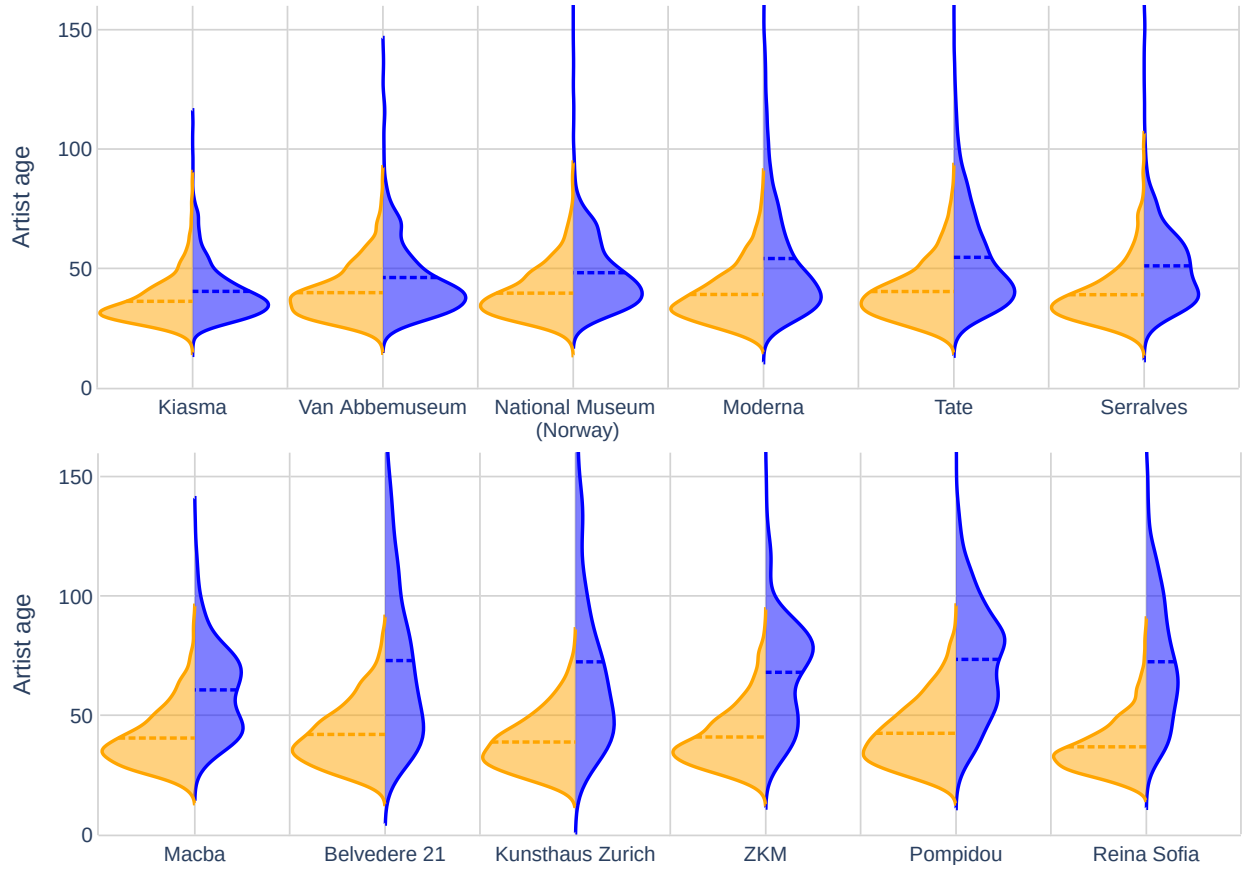 150
100
50
0
Artist age
Kiasma
Van Abbemuseum
National Museum
(Norway)
Moderna
Tate
Serralves
150
100
50
0
Artist age
Macba
Belvedere 21
Kunsthaus Zurich
ZKM
Pompidou
Reina Sofia